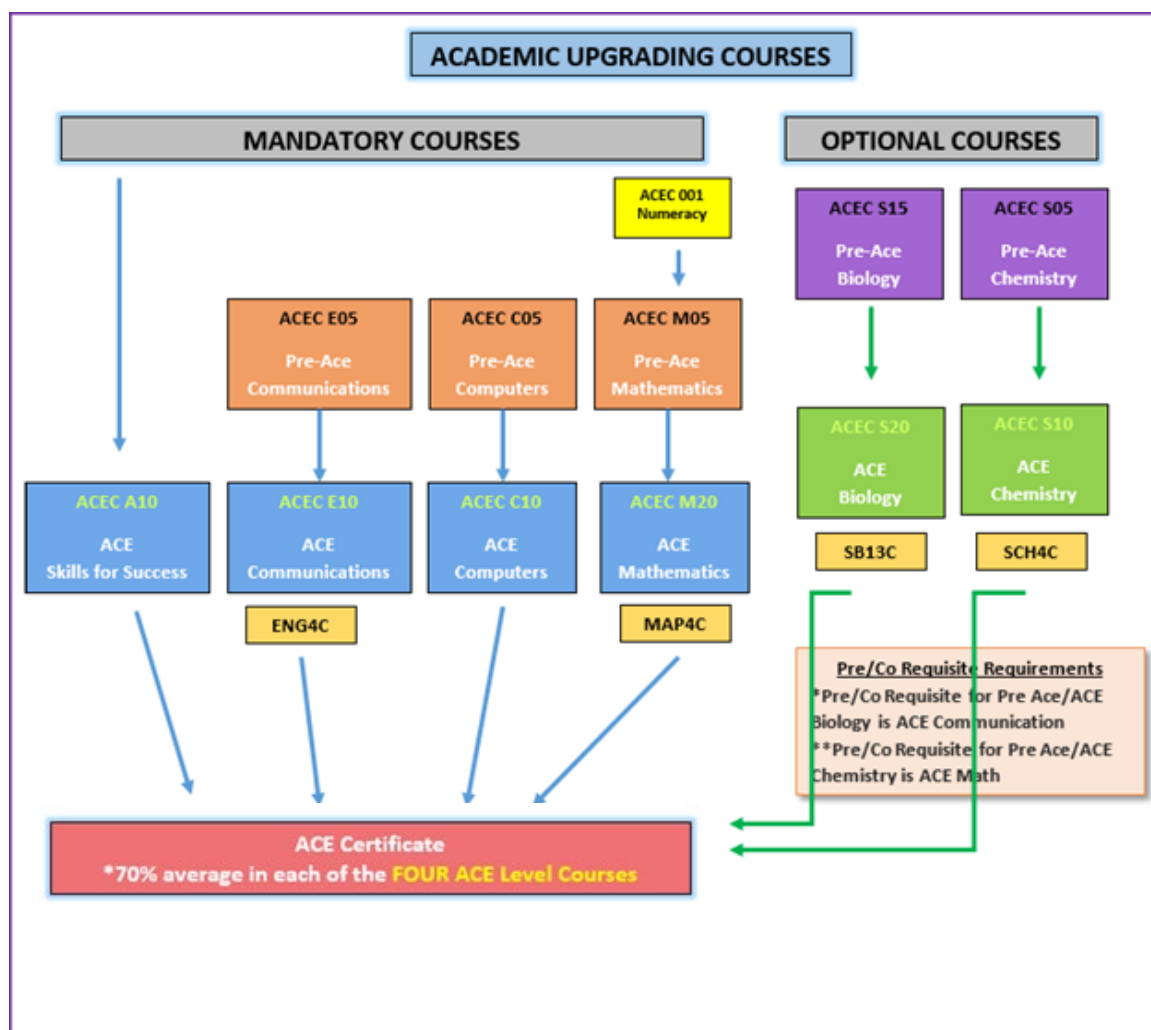 ACADEMIC UPGRADING COURSES
MANDATORY COURSES
OPTIONAL COURSES
ACEC 001
Numeracy
ACEC S15
Pre-Ace
Biology
ACEC S05
Pre-Ace
Chemistry
ACEC E05
Pre-Ace
Communications
ACEC C05
Pre-Ace
Computers
ACEC M05
Pre-Ace
Mathematics
ACEC S20
ACE
Biology
ACEC S10
ACE
Chemistry
ACEC A10
ACE
Skills for Success
ACEC E10
ACE
Communications
ACEC C10
ACE
Computers
ACEC M20
ACE
Mathematics
SB13C
SCH4C
ENG4C
MAP4C
Pre/Co Requisite Requirements
*Pre/Co Requisite for Pre Ace/ACE
Biology is ACE Communication
**Pre/Co Requisite for Pre Ace/ACE
Chemistry is ACE Math
ACE Certificate
*70% average in each of the FOUR ACE Level Courses